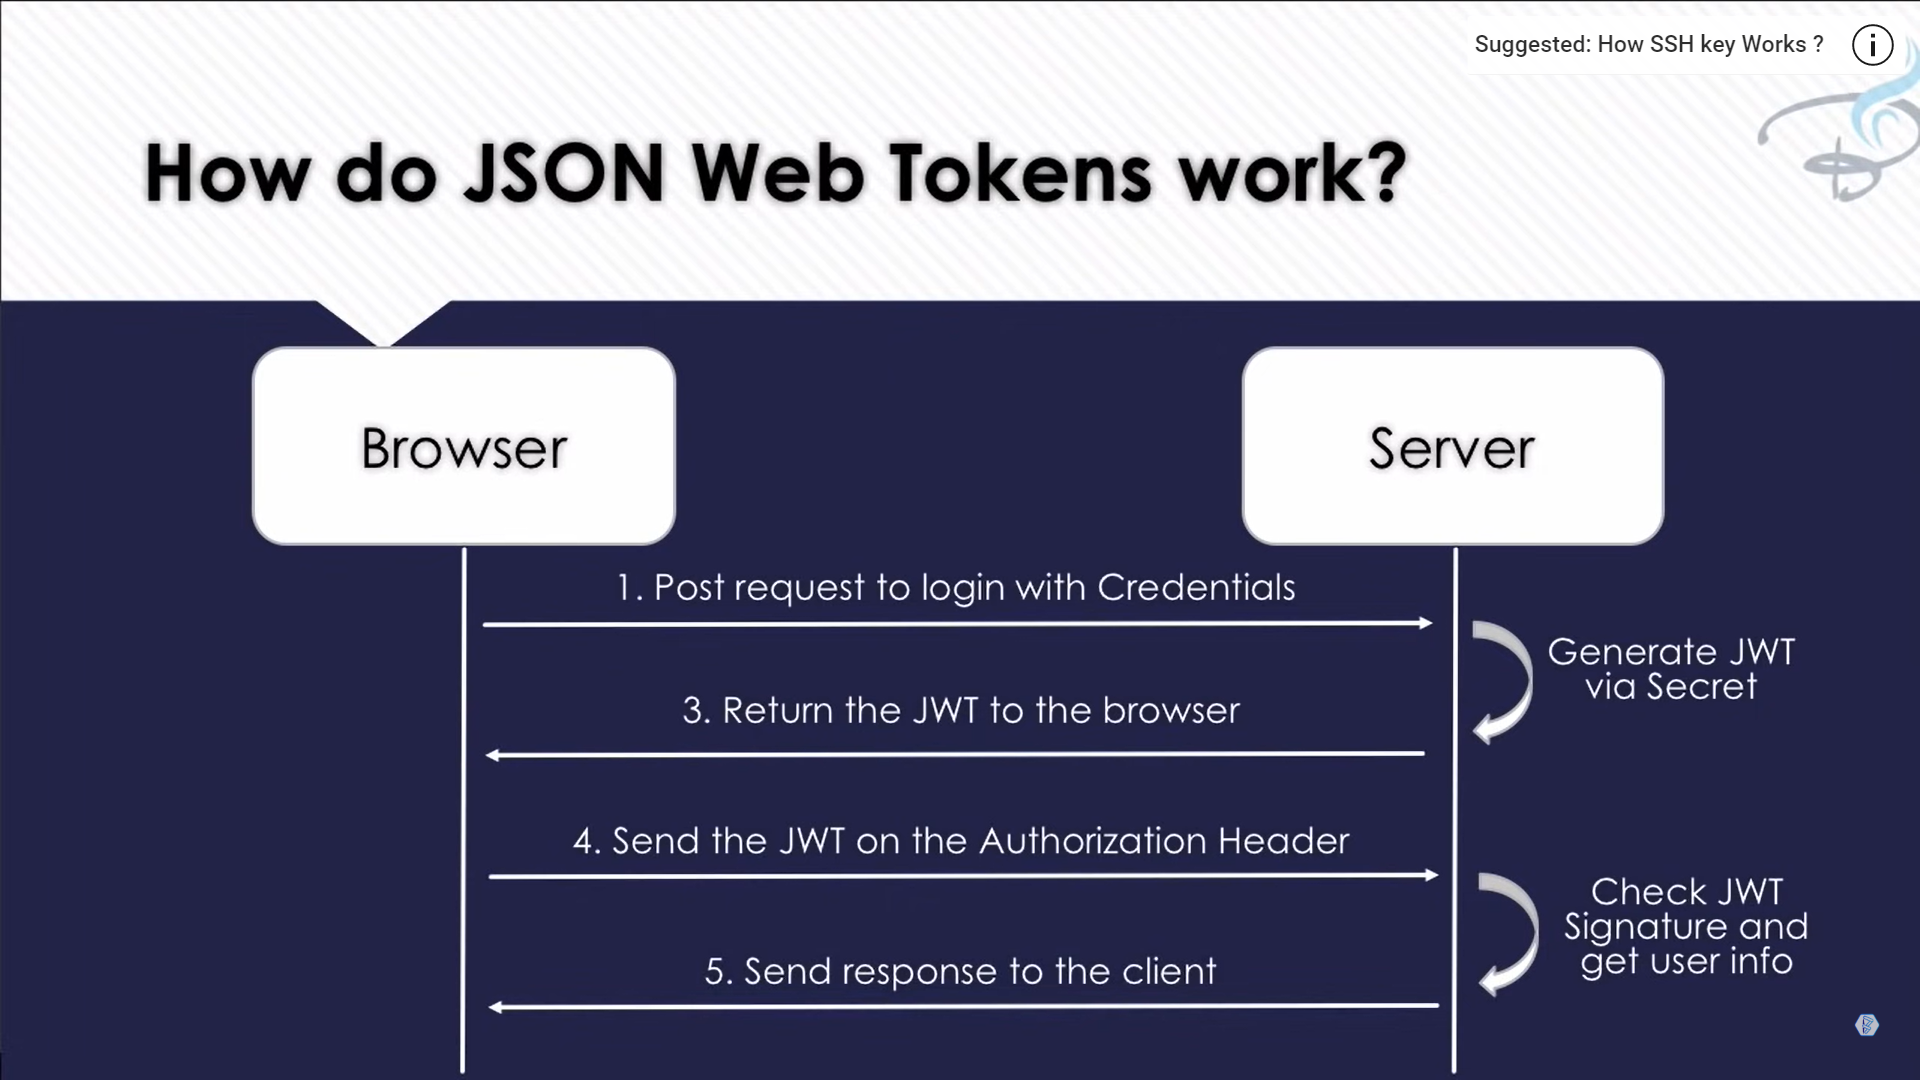 Suggested: How SSH key Works ?
How do JSON Web Tokens work?
Browser
Server
1. Post request to login with Credentials
Generate JWT
via Secret
3. Return the JWT to the browser
4. Send the JWT on the Authorization Header
Check JWT
Signature and
get user info
5. Send response to the client